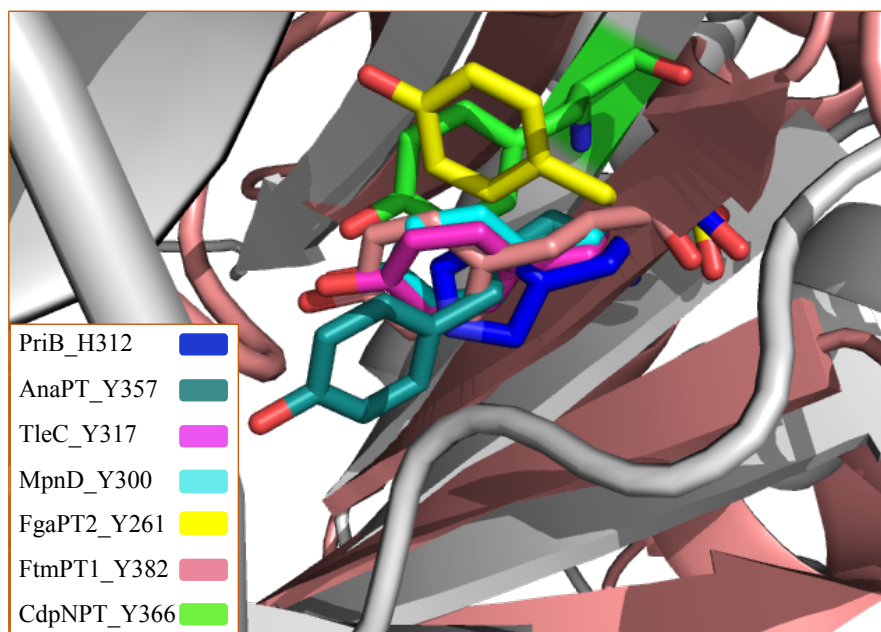 PriB_H312
AnaPT_Y357
TleC_Y317
MpnD_Y300
FgaPT2_Y261
FtmPT1_Y382
CdpNPT_Y366